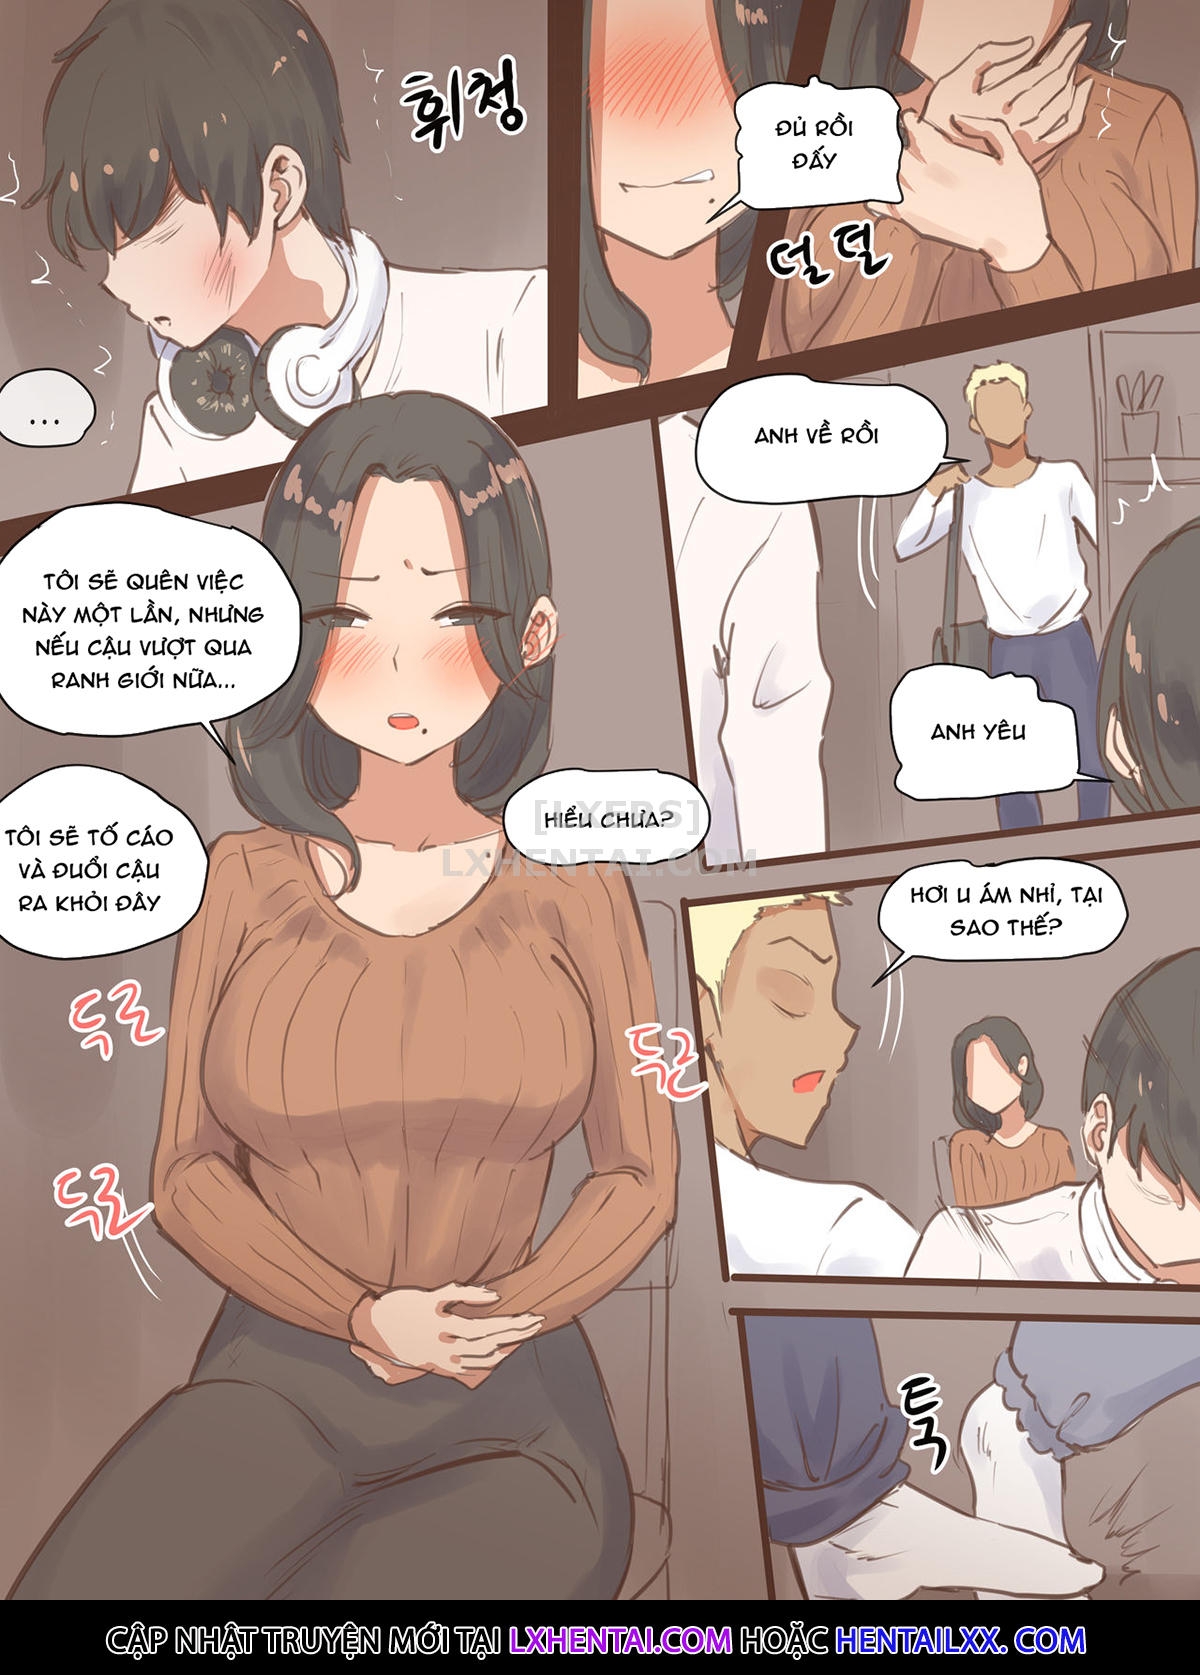 휘청
ĐỦ RỒI
ĐẤY
덜덜
...
ANH VỀ RỒI
TÔI SẼ QUÊN VIỆC
NÀY MỘT LẦN, NHƯNG
NẾU CẬU VƯỢT QUA
RANH GIỚI NỮA...
ANH YÊU
TÔI SẼ TỐ CÁO
VÀ ĐUỔI CẬU
RA KHỎI ĐÂY
[LXERS]
HIỂU CHƯA?
LXHENTAI.COM
HƠI U ÁM NHỈ, TẠI
SAO THẾ?
두근
두근
두근
툭
CẬP NHẬT TRUYỆN MỚI TẠI LXHENTAI.COM HOẶC HENTAILXX. COM